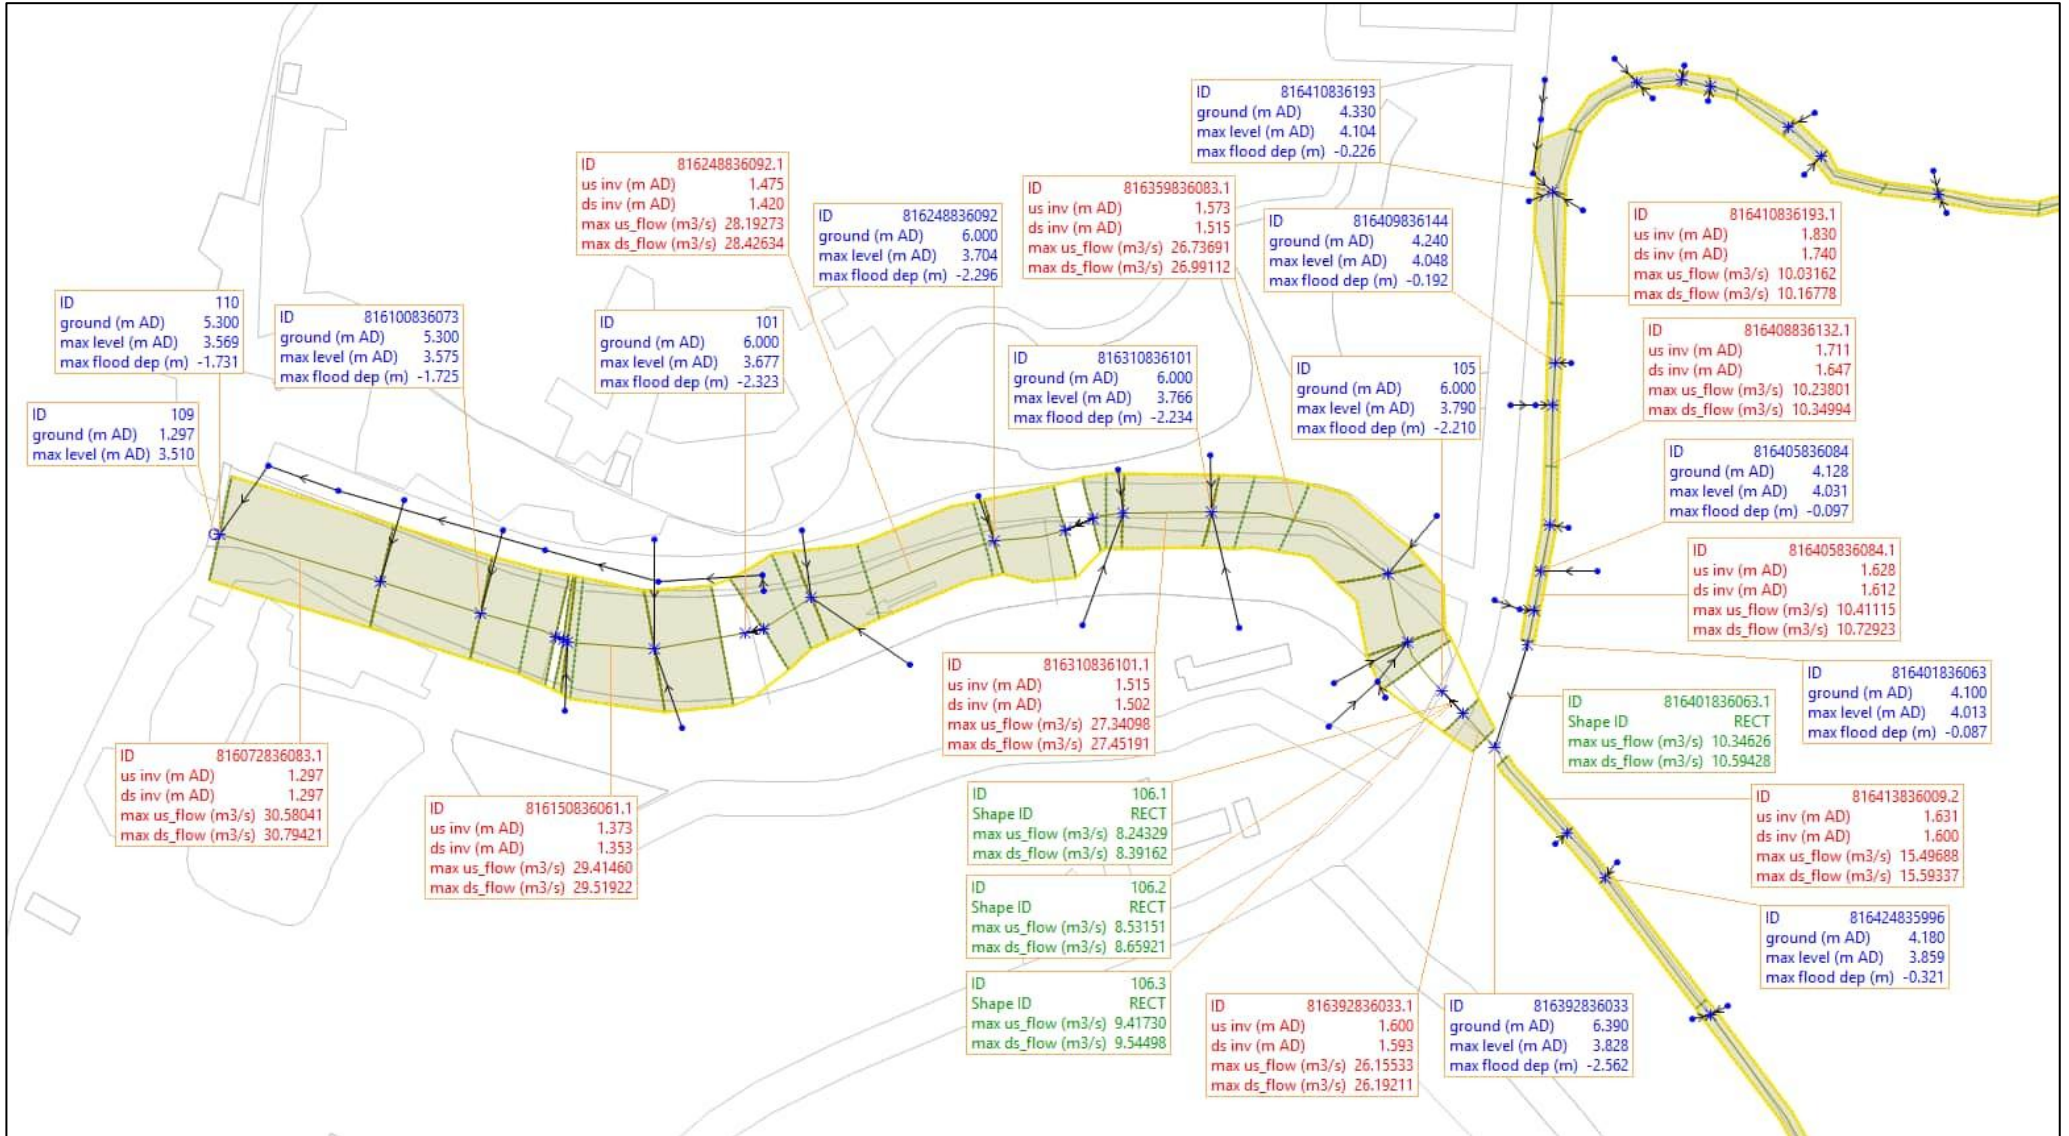 ID 816410836193
ground (m AD) 4.330
max level (m AD) 4.104
max flood dep (m) -0.226
ID 816248836092.1
us inv (m AD) 1.475
ds inv (m AD) 1.420
max us_flow (m3/s) 28.19273
max ds_flow (m3/s) 28.42634
ID 816248836092
ground (m AD) 6.000
max level (m AD) 3.704
max flood dep (m) -2.296
ID 816359836083.1
us inv (m AD) 1.573
ds inv (m AD) 1.515
max us_flow (m3/s) 26.73691
max ds_flow (m3/s) 26.99112
ID 816409836144
ground (m AD) 4.240
max level (m AD) 4.048
max flood dep (m) -0.192
ID 816410836193.1
us inv (m AD) 1.830
ds inv (m AD) 1.740
max us_flow (m3/s) 10.03162
max ds_flow (m3/s) 10.16778
ID 110
ground (m AD) 5.300
max level (m AD) 3.569
max flood dep (m) -1.731
ID 816100836073
ground (m AD) 5.300
max level (m AD) 3.575
max flood dep (m) -1.725
ID 101
ground (m AD) 6.000
max level (m AD) 3.677
max flood dep (m) -2.323
ID 816310836101
ground (m AD) 6.000
max level (m AD) 3.766
max flood dep (m) -2.234
ID 105
ground (m AD) 6.000
max level (m AD) 3.790
max flood dep (m) -2.210
ID 816408836132.1
us inv (m AD) 1.711
ds inv (m AD) 1.647
max us_flow (m3/s) 10.23801
max ds_flow (m3/s) 10.34994
ID 109
ground (m AD) 1.297
max level (m AD) 3.510
ID 816405836084
ground (m AD) 4.128
max level (m AD) 4.031
max flood dep (m) -0.097
ID 816405836084.1
us inv (m AD) 1.628
ds inv (m AD) 1.612
max us_flow (m3/s) 10.41115
max ds_flow (m3/s) 10.72923
ID 816310836101.1
us inv (m AD) 1.515
ds inv (m AD) 1.502
max us_flow (m3/s) 27.34098
max ds_flow (m3/s) 27.45191
ID 816401836063
ground (m AD) 4.100
max level (m AD) 4.013
max flood dep (m) -0.087
ID 816401836063.1
Shape ID RECT
max us_flow (m3/s) 10.34626
max ds_flow (m3/s) 10.59428
ID 816072836083.1
us inv (m AD) 1.297
ds inv (m AD) 1.297
max us_flow (m3/s) 30.58041
max ds_flow (m3/s) 30.79421
ID 816150836061.1
us inv (m AD) 1.373
ds inv (m AD) 1.353
max us_flow (m3/s) 29.41460
max ds_flow (m3/s) 29.51922
ID 106.1
Shape ID RECT
max us_flow (m3/s) 8.24329
max ds_flow (m3/s) 8.39162
ID 816413836009.2
us inv (m AD) 1.631
ds inv (m AD) 1.600
max us_flow (m3/s) 15.49688
max ds_flow (m3/s) 15.59337
ID 106.2
Shape ID RECT
max us_flow (m3/s) 8.53151
max ds_flow (m3/s) 8.65921
ID 816424835996
ground (m AD) 4.180
max level (m AD) 3.859
max flood dep (m) -0.321
ID 106.3
Shape ID RECT
max us_flow (m3/s) 9.41730
max ds_flow (m3/s) 9.54498
ID 816392836033.1
us inv (m AD) 1.600
ds inv (m AD) 1.593
max us_flow (m3/s) 26.15533
max ds_flow (m3/s) 26.19211
ID 816392836033
ground (m AD) 6.390
max level (m AD) 3.828
max flood dep (m) -2.562